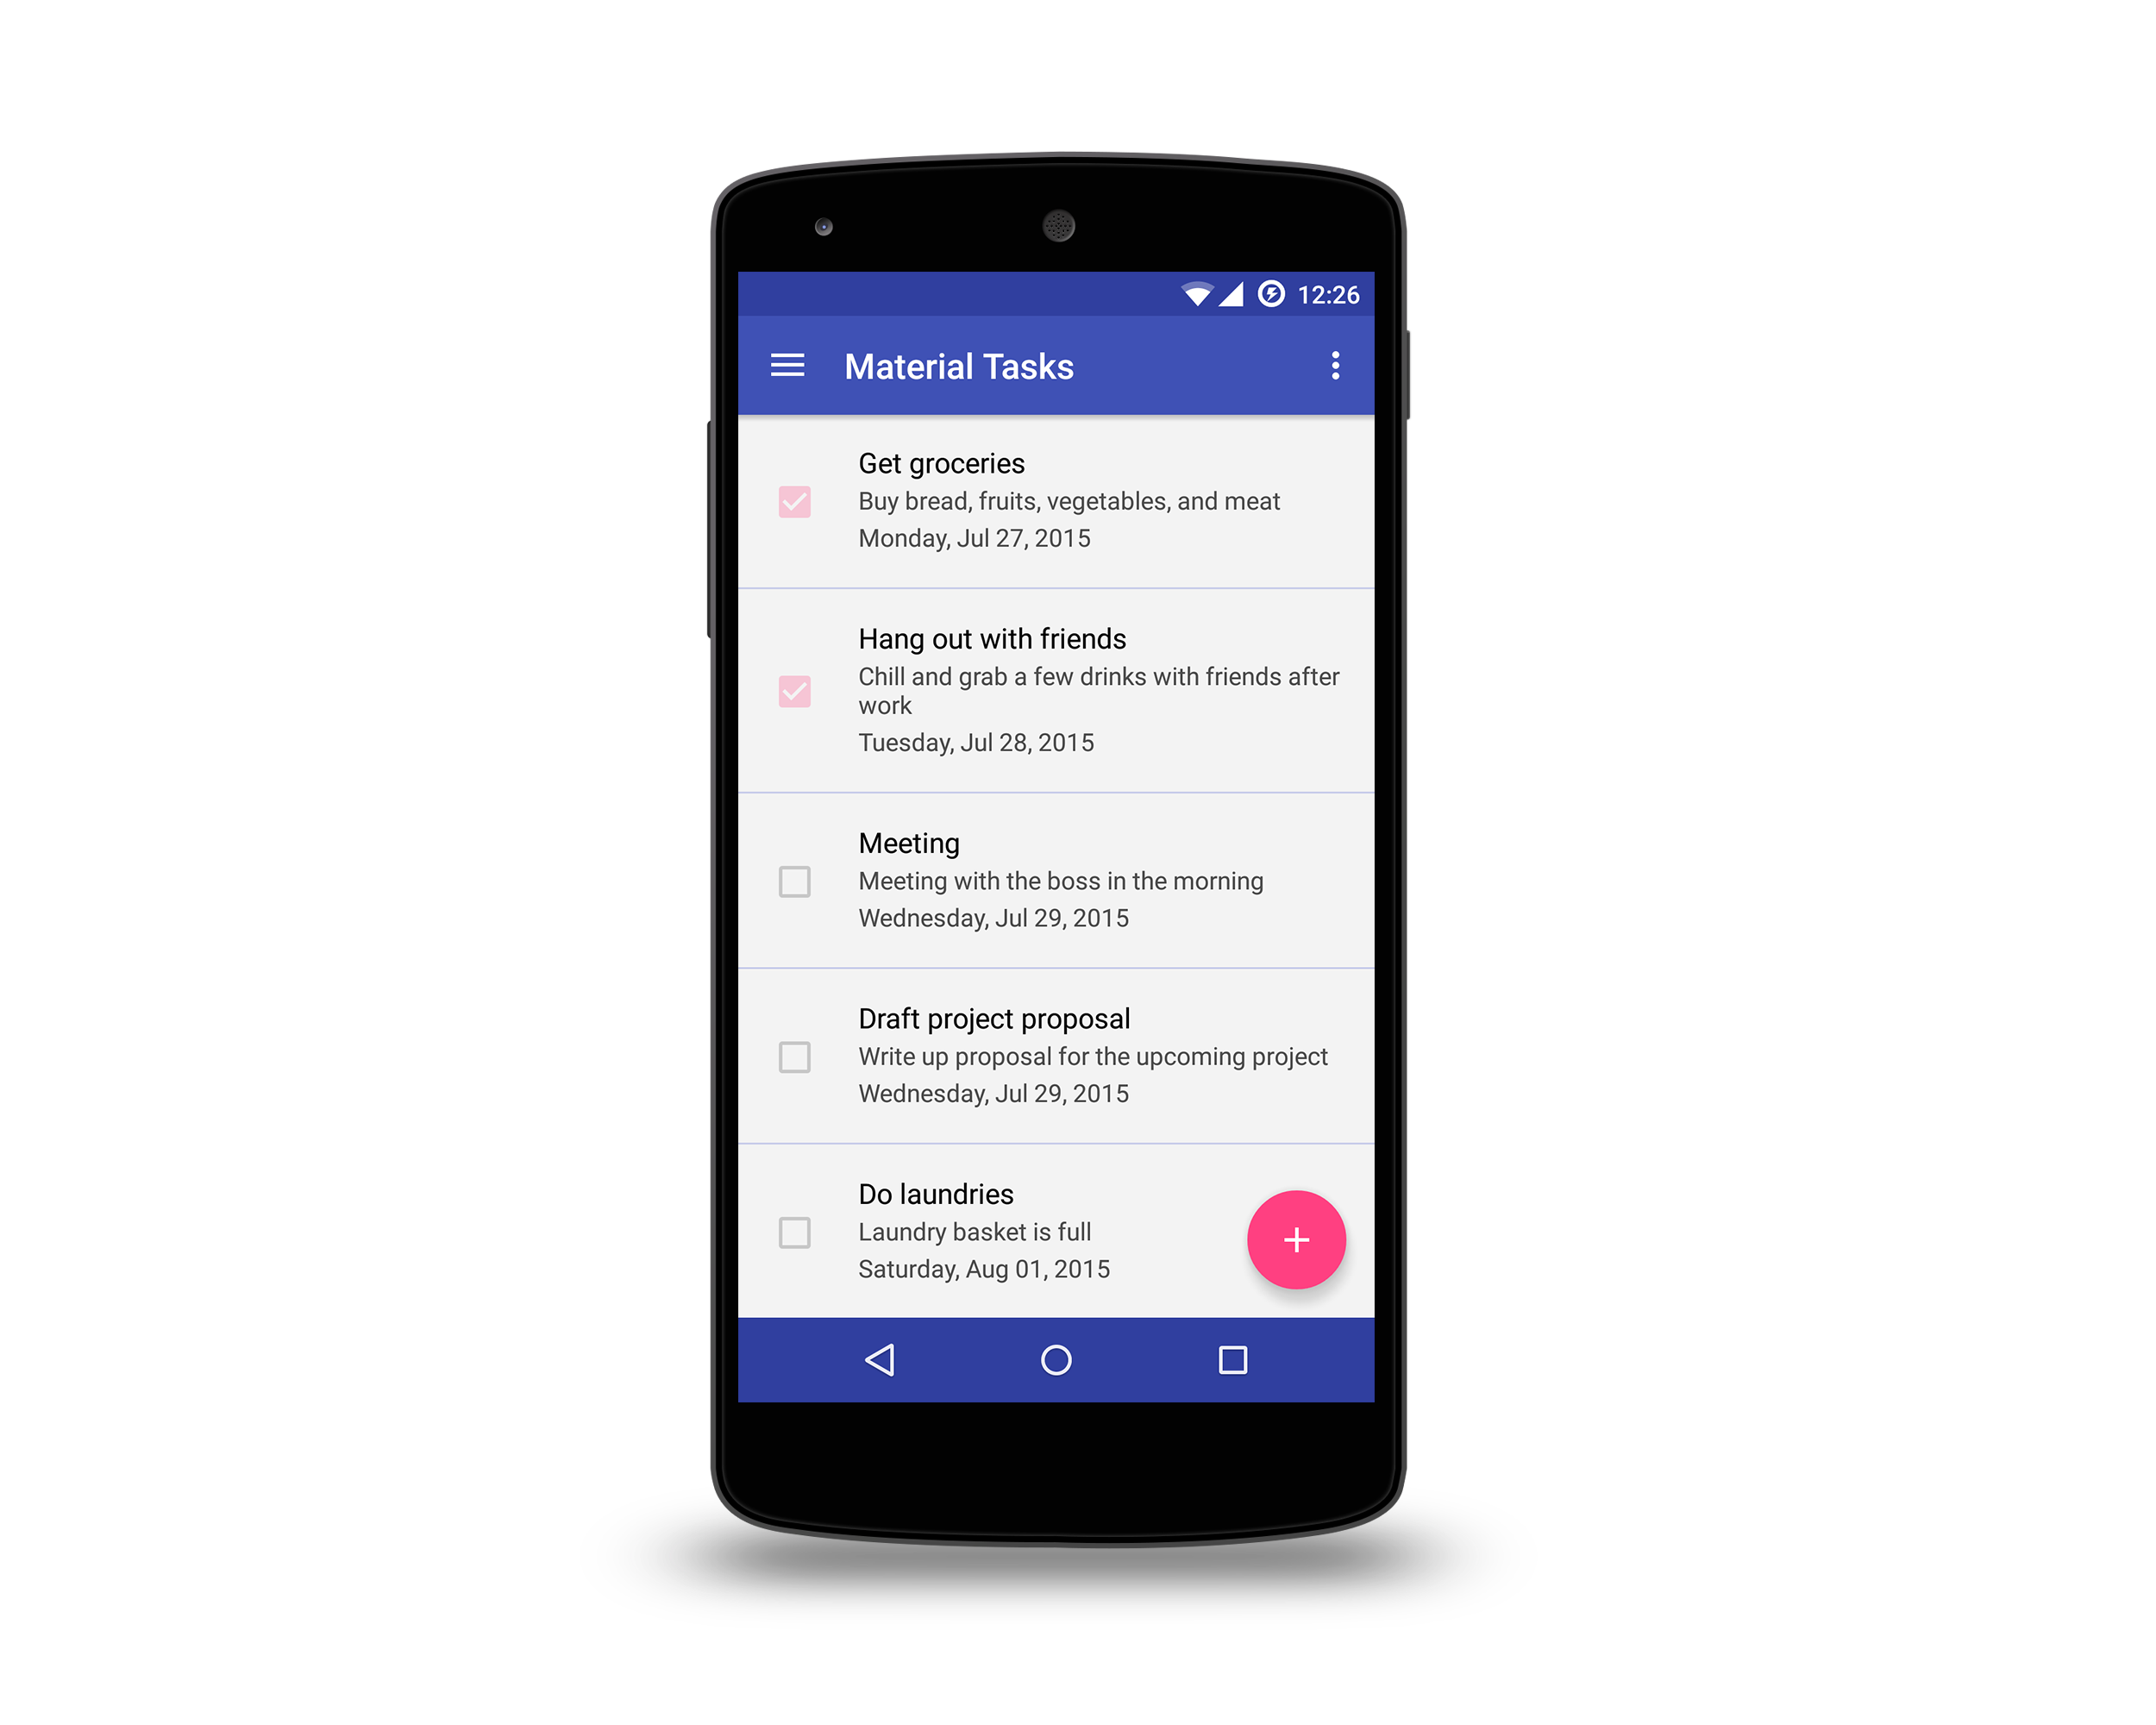 12:26
Material Tasks
Get groceries
Buy bread, fruits, vegetables, and meat
Monday, Jul 27, 2015
Hang out with friends
Chill and grab a few drinks with friends after
work
Tuesday, Jul 28, 2015
Meeting
Meeting with the boss in the morning
Wednesday, Jul 29, 2015
Draft project proposal
Write up proposal for the upcoming project
Wednesday, Jul 29, 2015
Do laundries
Laundry basket is full
Saturday, Aug 01, 2015